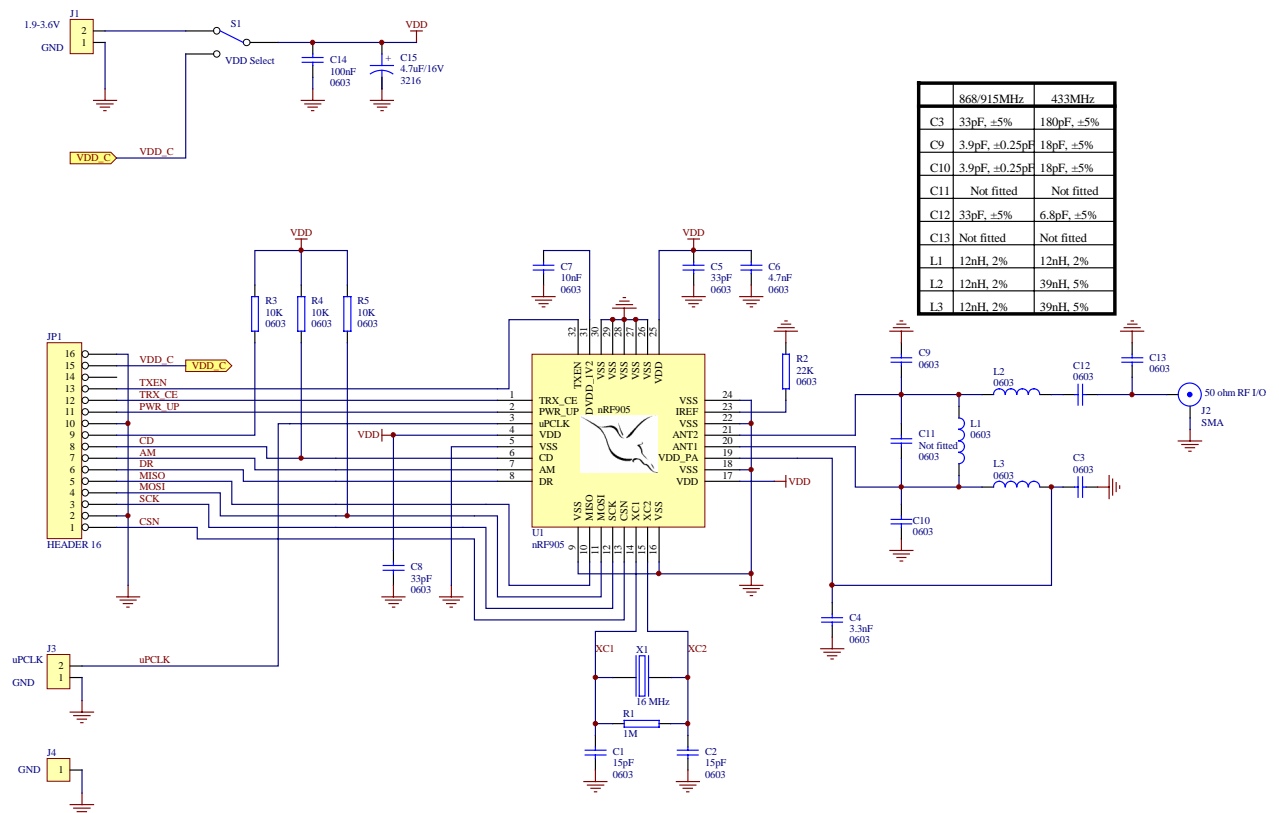 J1
1.9-3.6V
2
1
GND
S1
VDD Select
VDD
C14
100nF
0603
+
C15
4.7uF/16V
3216
VDD_C
VDD_C
868/915MHz 433MHz
C3 33pF, ±5% 180pF, ±5%
C9 3.9pF, ±0.25pF 18pF, ±5%
C10 3.9pF, ±0.25pF 18pF, ±5%
C11 Not fitted Not fitted
C12 33pF, ±5% 6.8pF, ±5%
C13 Not fitted Not fitted
L1 12nH, 2% 12nH, 2%
L2 12nH, 2% 39nH, 5%
L3 12nH, 2% 39nH, 5%
VDD
R3
10K
0603
R4
10K
0603
R5
10K
0603
C7
10nF
0603
VDD
C5
33pF
0603
C6
4.7nF
0603
R2
22K
0603
JP1
16
15
14
13
12
11
10
9
8
7
6
5
4
3
2
1
HEADER 16
VDD_C
VDD_C
TXEN
TRX_CE
PWR_UP
CD
AM
DR
MISO
MOSI
SCK
CSN
VDD
32
31
30
29
28
27
26
25
TXEN
DVDD_1V2
VSS
VSS
VSS
VSS
VSS
VDD
1 TRX_CE
2 PWR_UP
3 uPCLK
4 VDD
5 VSS
6 CD
7 AM
8 DR
nRF905
VSS 24
IREF 23
VSS 22
ANT2 21
ANT1 20
VDD_PA 19
VSS 18
VDD 17
VDD
VSS
MISO
MOSI
SCK
CSN
XC1
XC2
VSS
9
10
11
12
13
14
15
16
U1
nRF905
C8
33pF
0603
C9
0603
C11
Not fitted
0603
C10
0603
L1
0603
L2
0603
L3
0603
C12
0603
C3
0603
C13
0603
50 ohm RF I/O
J2
SMA
C4
3.3nF
0603
XC1
X1
XC2
16 MHz
R1
1M
C1
15pF
0603
C2
15pF
0603
J3
uPCLK
2
1
GND
uPCLK
J4
GND
1